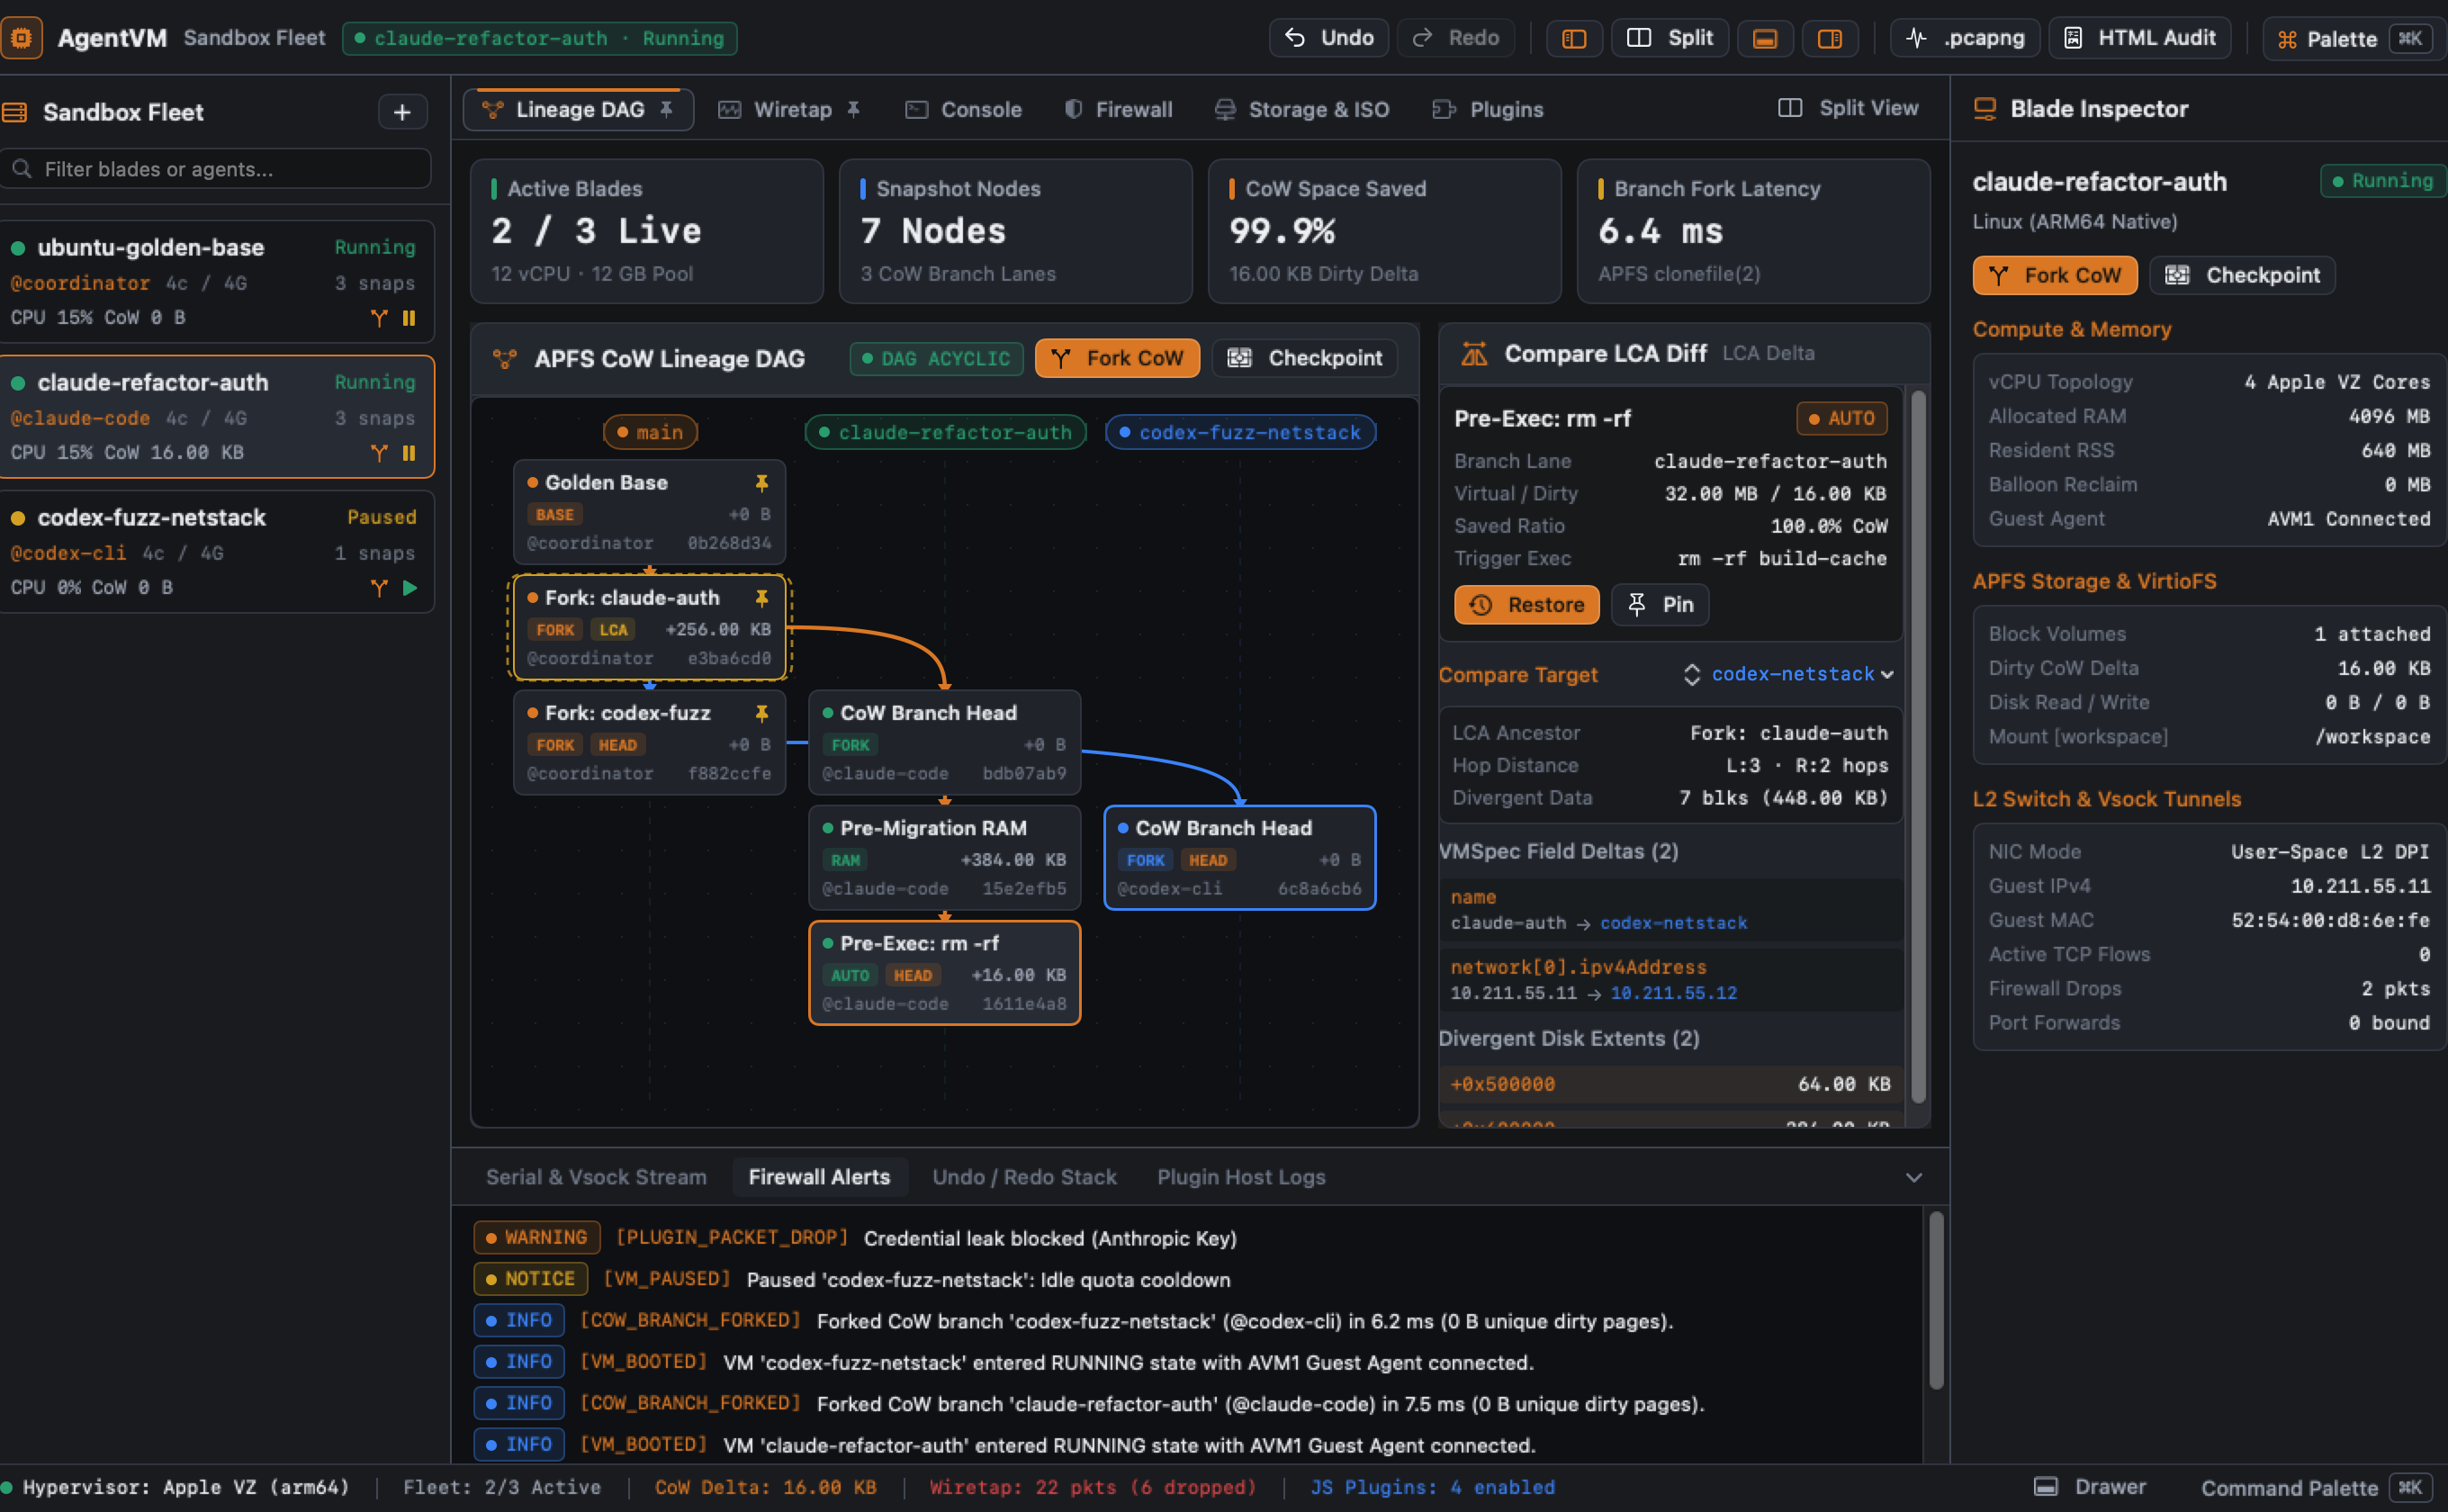 AgentVM Sandbox Fleet claude-refactor-auth · Running Undo Redo Split .pcapng HTML Audit Palette ⌘K
Sandbox Fleet +
Filter blades or agents...
ubuntu-golden-base Running
@coordinator 4c / 4G 3 snaps
CPU 15% CoW 0 B
claude-refactor-auth Running
@claude-code 4c / 4G 3 snaps
CPU 15% CoW 16.00 KB
codex-fuzz-netstack Paused
@codex-cli 4c / 4G 1 snaps
CPU 0% CoW 0 B
Lineage DAG Wiretap Console Firewall Storage & ISO Plugins Split View
Active Blades
2 / 3 Live
12 vCPU · 12 GB Pool
Snapshot Nodes
7 Nodes
3 CoW Branch Lanes
CoW Space Saved
99.9%
16.00 KB Dirty Delta
Branch Fork Latency
6.4 ms
APFS clonefile(2)
APFS CoW Lineage DAG DAG ACYCLIC Fork CoW Checkpoint
main claude-refactor-auth codex-fuzz-netstack
Golden Base
BASE +0 B
@coordinator 0b268d34
Fork: claude-auth
FORK LCA +256.00 KB
@coordinator e3ba6cd0
Fork: codex-fuzz
FORK HEAD +0 B
@coordinator f882ccfe
CoW Branch Head
FORK +0 B
@claude-code bdb07ab9
Pre-Migration RAM
RAM +384.00 KB
@claude-code 15e2efb5
CoW Branch Head
FORK HEAD +0 B
@codex-cli 6c8a6cb6
Pre-Exec: rm -rf
AUTO HEAD +16.00 KB
@claude-code 1611e4a8
Compare LCA Diff LCA Delta
Pre-Exec: rm -rf AUTO
Branch Lane claude-refactor-auth
Virtual / Dirty 32.00 MB / 16.00 KB
Saved Ratio 100.0% CoW
Trigger Exec rm -rf build-cache
Restore Pin
Compare Target codex-netstack
LCA Ancestor Fork: claude-auth
Hop Distance L:3 · R:2 hops
Divergent Data 7 blks (448.00 KB)
VMSpec Field Deltas (2)
name
claude-auth → codex-netstack
network[0].ipv4Address
10.211.55.11 → 10.211.55.12
Divergent Disk Extents (2)
+0x500000 64.00 KB
Serial & Vsock Stream Firewall Alerts Undo / Redo Stack Plugin Host Logs
WARNING [PLUGIN_PACKET_DROP] Credential leak blocked (Anthropic Key)
NOTICE [VM_PAUSED] Paused 'codex-fuzz-netstack': Idle quota cooldown
INFO [COW_BRANCH_FORKED] Forked CoW branch 'codex-fuzz-netstack' (@codex-cli) in 6.2 ms (0 B unique dirty pages).
INFO [VM_BOOTED] VM 'codex-fuzz-netstack' entered RUNNING state with AVM1 Guest Agent connected.
INFO [COW_BRANCH_FORKED] Forked CoW branch 'claude-refactor-auth' (@claude-code) in 7.5 ms (0 B unique dirty pages).
INFO [VM_BOOTED] VM 'claude-refactor-auth' entered RUNNING state with AVM1 Guest Agent connected.
Blade Inspector
claude-refactor-auth Running
Linux (ARM64 Native)
Fork CoW Checkpoint
Compute & Memory
vCPU Topology 4 Apple VZ Cores
Allocated RAM 4096 MB
Resident RSS 640 MB
Balloon Reclaim 0 MB
Guest Agent AVM1 Connected
APFS Storage & VirtioFS
Block Volumes 1 attached
Dirty CoW Delta 16.00 KB
Disk Read / Write 0 B / 0 B
Mount [workspace] /workspace
L2 Switch & Vsock Tunnels
NIC Mode User-Space L2 DPI
Guest IPv4 10.211.55.11
Guest MAC 52:54:00:d8:6e:fe
Active TCP Flows 0
Firewall Drops 2 pkts
Port Forwards 0 bound
Hypervisor: Apple VZ (arm64) Fleet: 2/3 Active CoW Delta: 16.00 KB Wiretap: 22 pkts (6 dropped) JS Plugins: 4 enabled Drawer Command Palette ⌘K